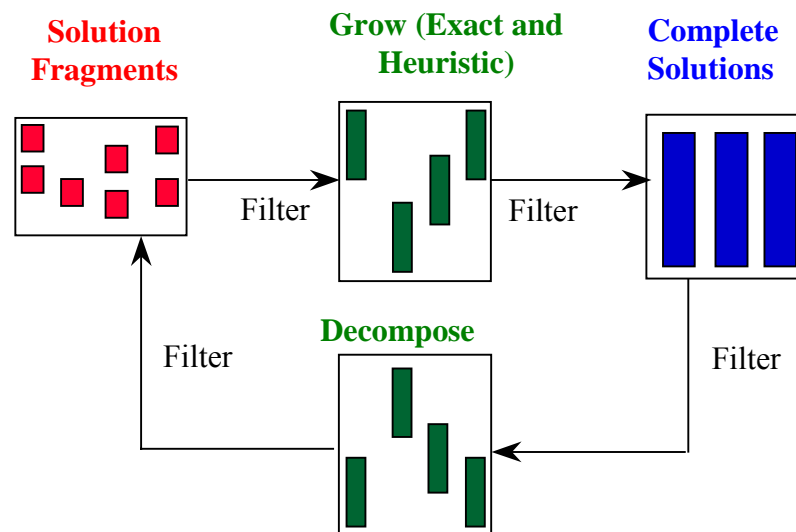 Solution
Fragments
Grow (Exact and
Heuristic)
Complete
Solutions
Filter
Filter
Decompose
Filter
Filter